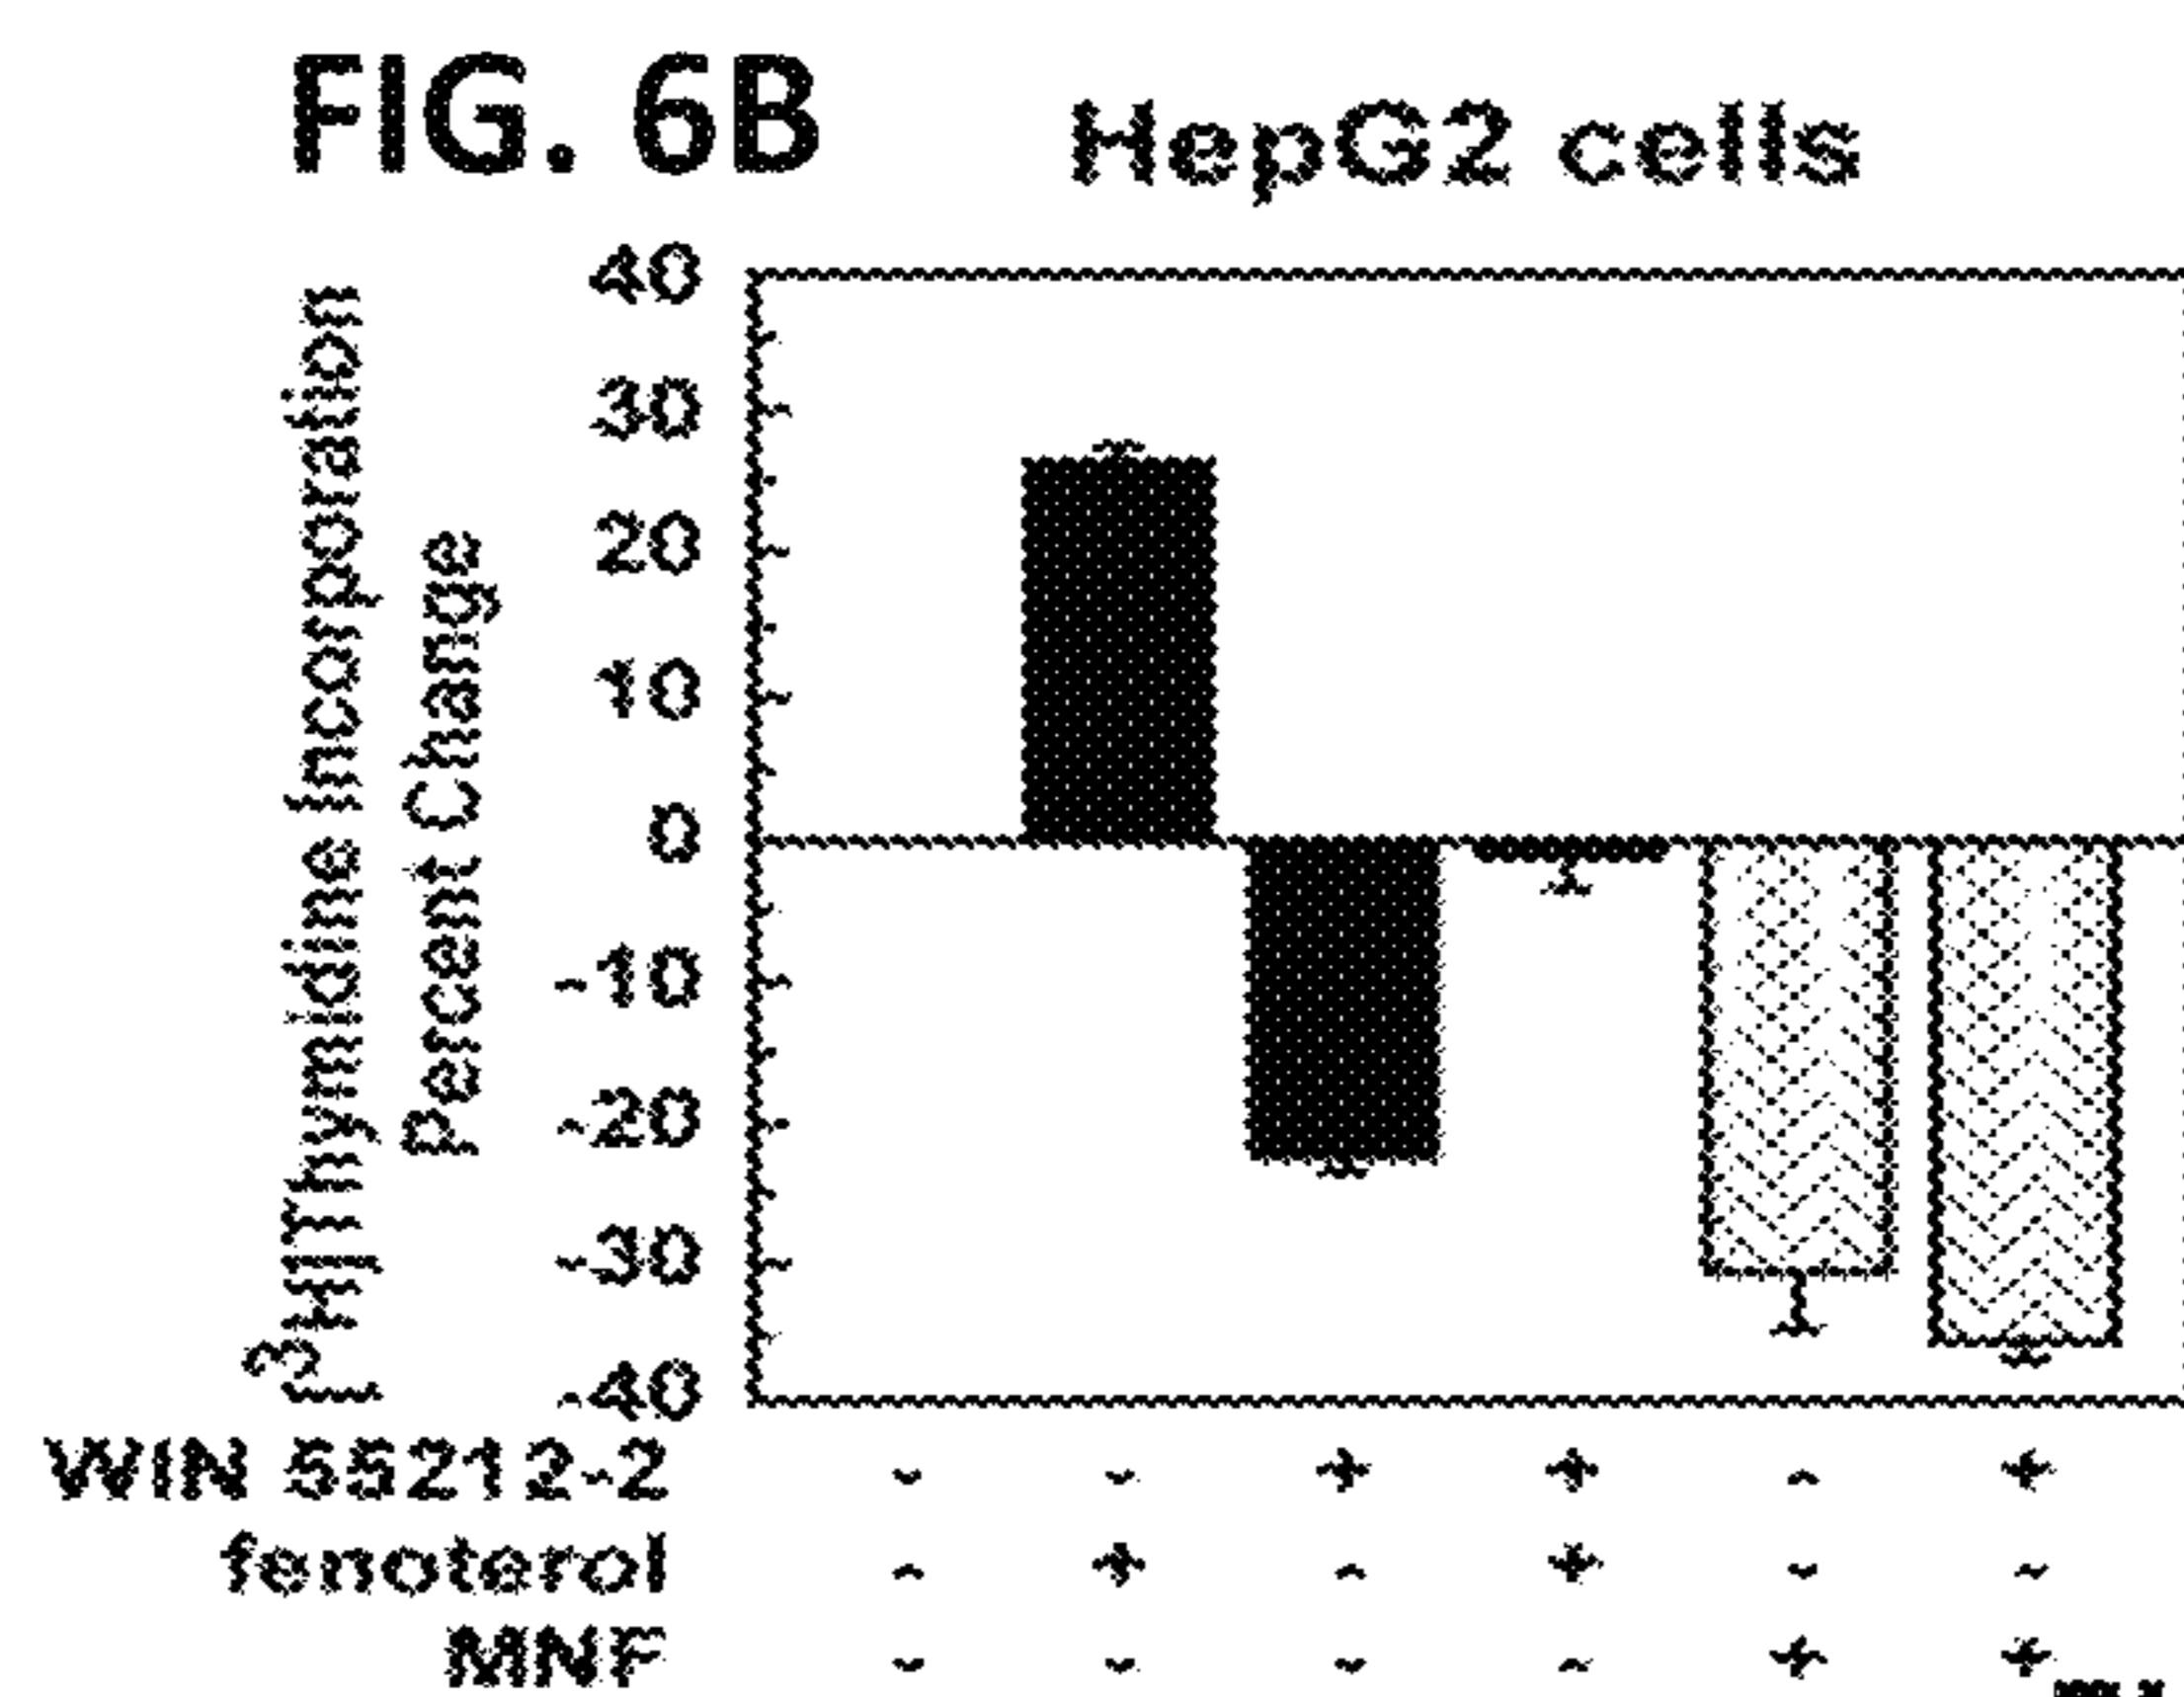 FIG. 6B
HepG2 cells
[3H]Thymidine Incorporation
Percent Change
40
30
20
10
0
-10
-20
-30
-40
WIN 55212-2 - - + + - +
fenoterol - + - + - -
MNF - - - - + +